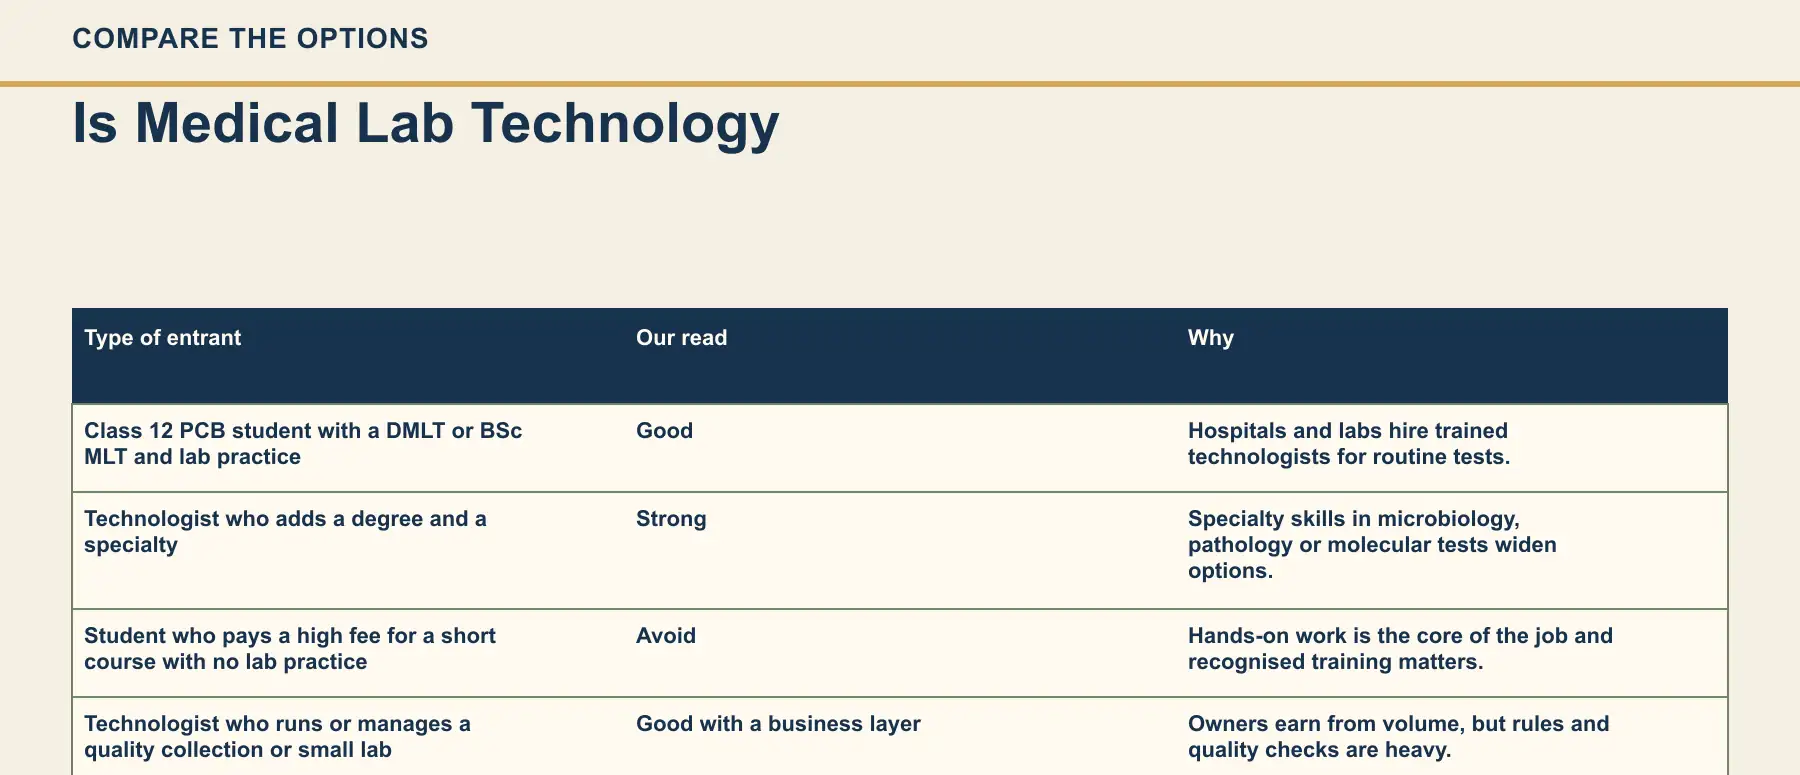 COMPARE THE OPTIONS
Is Medical Lab Technology
Type of entrant
Our read
Why
Class 12 PCB student with a DMLT or BSc
MLT and lab practice
Good
Hospitals and labs hire trained
technologists for routine tests.
Technologist who adds a degree and a
specialty
Strong
Specialty skills in microbiology,
pathology or molecular tests widen
options.
Student who pays a high fee for a short
course with no lab practice
Avoid
Hands-on work is the core of the job and
recognised training matters.
Technologist who runs or manages a
quality collection or small lab
Good with a business layer
Owners earn from volume, but rules and
quality checks are heavy.